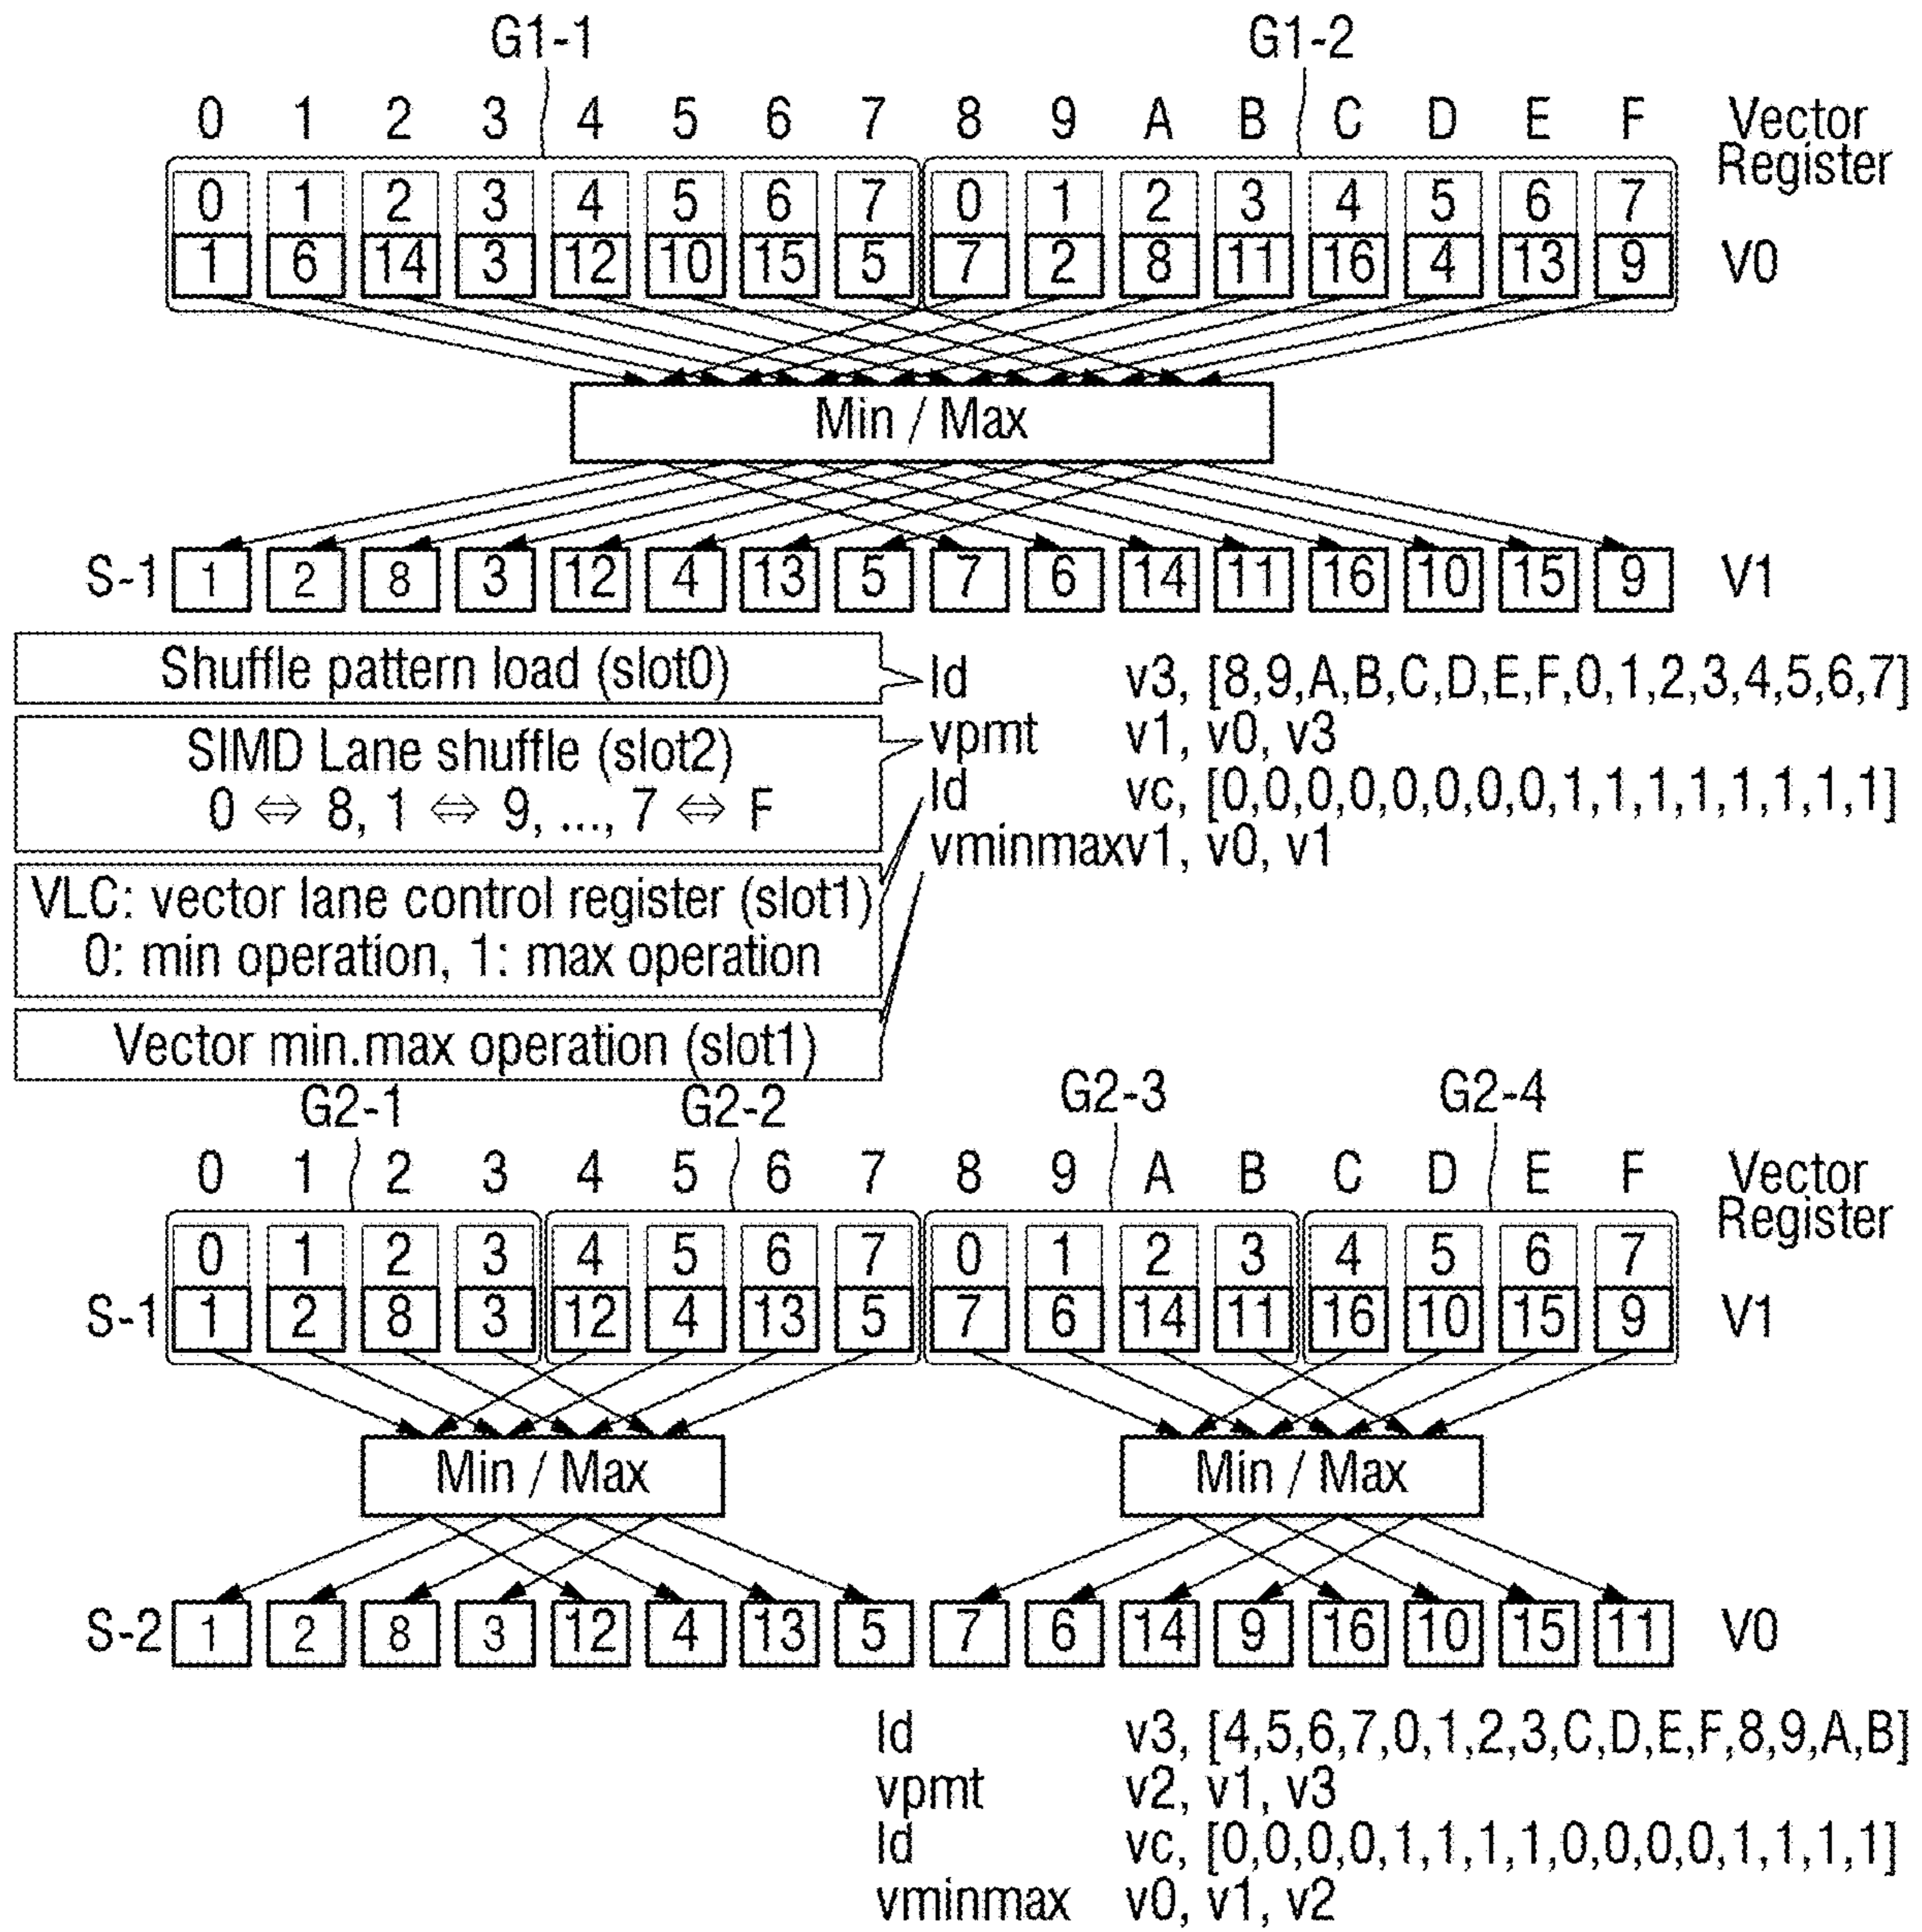 G1-1 G1-2
0 1 2 3 4 5 6 7 8 9 A B C D E F Vector Register
0 1 2 3 4 5 6 7 0 1 2 3 4 5 6 7
1 6 14 3 12 10 15 5 7 2 8 11 16 4 13 9 V0
Min / Max
S-1 1 2 8 3 12 4 13 5 7 6 14 11 16 10 15 9 V1
Shuffle pattern load (slot0)
ld v3, [8,9,A,B,C,D,E,F,0,1,2,3,4,5,6,7]
SIMD Lane shuffle (slot2)
0 ⇔ 8, 1 ⇔ 9, ..., 7 ⇔ F
vpmt v1, v0, v3
ld vc, [0,0,0,0,0,0,0,0,1,1,1,1,1,1,1,1]
vminmaxv1, v0, v1
VLC: vector lane control register (slot1)
0: min operation, 1: max operation
Vector min.max operation (slot1)
G2-1 G2-2 G2-3 G2-4
0 1 2 3 4 5 6 7 8 9 A B C D E F Vector Register
0 1 2 3 4 5 6 7 0 1 2 3 4 5 6 7
S-1 1 2 8 3 12 4 13 5 7 6 14 11 16 10 15 9 V1
Min / Max Min / Max
S-2 1 2 8 3 12 4 13 5 7 6 14 9 16 10 15 11 V0
ld v3, [4,5,6,7,0,1,2,3,C,D,E,F,8,9,A,B]
vpmt v2, v1, v3
ld vc, [0,0,0,0,1,1,1,1,0,0,0,0,1,1,1,1]
vminmax v0, v1, v2